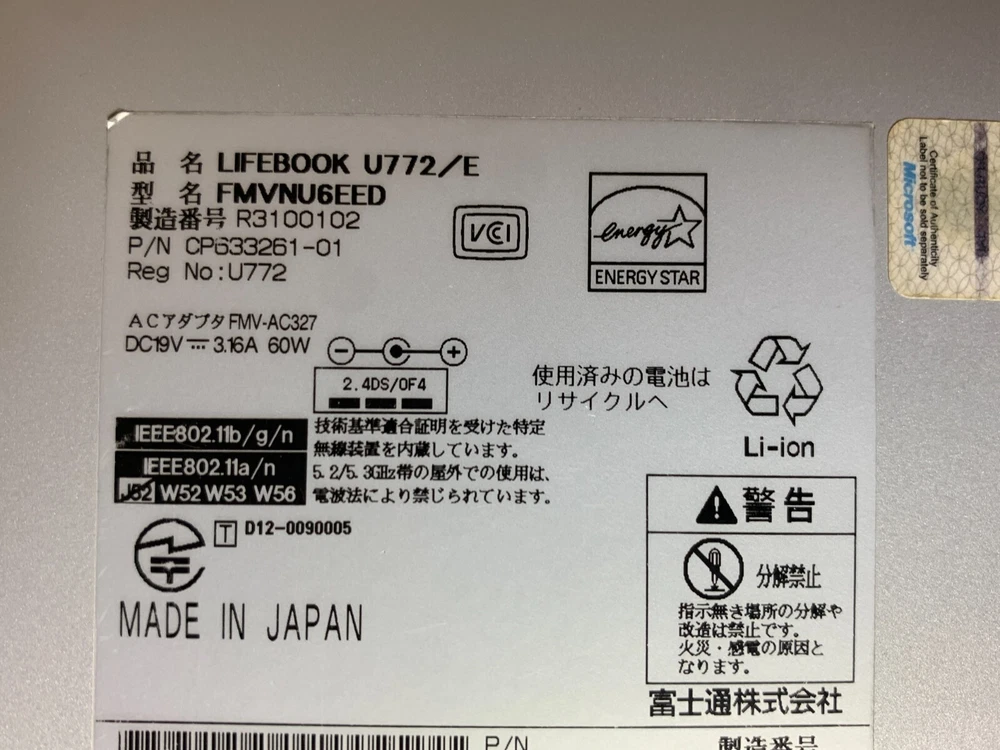 品 名 LIFEBOOK U772/E
型 名 FMVNU6EED
製造番号 R3100102
P/N CP633261-01
Reg No:U772
VCCI
energy
ENERGY STAR
Certificate of Authenticity
Label not to be sold separately
Microsoft
ACアダプタ FMV-AC327
DC19V 3.16A 60W
2.4DS/OF4
使用済みの電池は
リサイクルへ
Li-ion
IEEE802.11b/g/n
IEEE802.11a/n
J52 W52 W53 W56
技術基準適合証明を受けた特定
無線装置を内蔵しています。
5.2/5.3GHz帯の屋外での使用は、
電波法により禁じられています。
T D12-0090005
MADE IN JAPAN
警告
分解禁止
指示無き場所の分解や
改造は禁止です。
火災・感電の原因と
なります。
富士通株式会社
P/N
製造番号